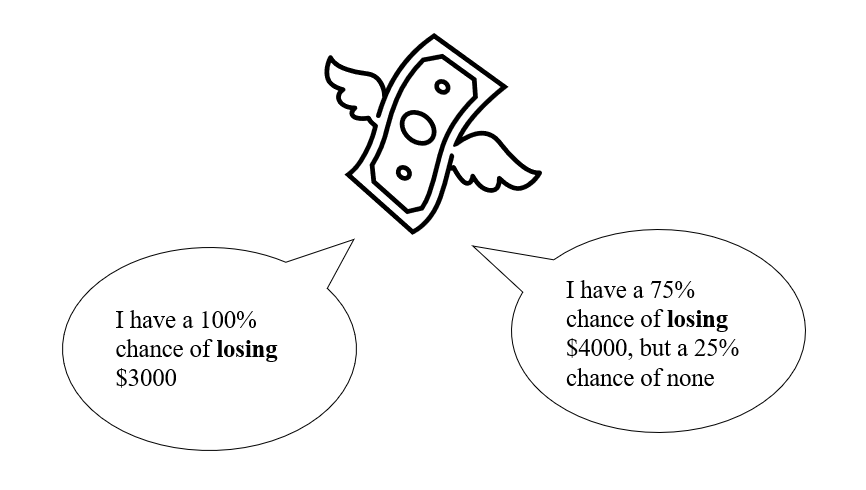 I have a 100%
chance of losing
$3000
I have a 75%
chance of losing
$4000, but a 25%
chance of none